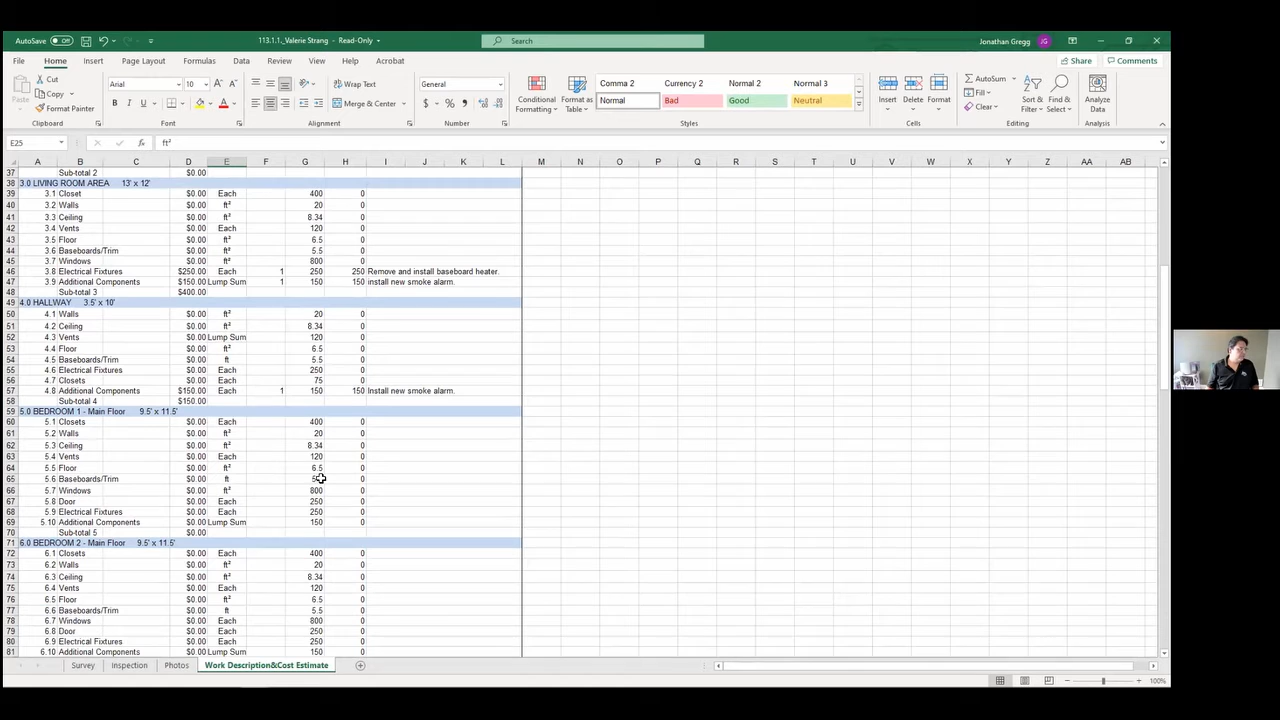 AutoSave Off 113.1.1._Valerie Strang - Read-Only Search Jonathan Gregg JG
File Home Insert Page Layout Formulas Data Review View Help Acrobat Share Comments
Paste Cut Copy Format Painter Arial 10 Wrap Text Merge & Center General Conditional Formatting Format as Table Comma 2 Currency 2 Normal 2 Normal 3 Normal Bad Good Neutral Insert Delete Format AutoSum Fill Clear Sort & Filter Find & Select Analyze Data
Clipboard Font Alignment Number Styles Cells Editing Analysis
E25 ft²
A B C D E F G H I J K L M N O P Q R S T U V W X Y Z AA AB
37 Sub-total 2 $0.00
38 3.0 LIVING ROOM AREA 13' x 12'
39 3.1 Closet $0.00 Each 400 0
40 3.2 Walls $0.00 ft² 20 0
41 3.3 Ceiling $0.00 ft² 8.34 0
42 3.4 Vents $0.00 Each 120 0
43 3.5 Floor $0.00 ft² 6.5 0
44 3.6 Baseboards/Trim $0.00 ft² 5.5 0
45 3.7 Windows $0.00 ft² 800 0
46 3.8 Electrical Fixtures $250.00 Each 1 250 250 Remove and install baseboard heater.
47 3.9 Additional Components $150.00 Lump Sum 1 150 150 install new smoke alarm.
48 Sub-total 3 $400.00
49 4.0 HALLWAY 3.5' x 10'
50 4.1 Walls $0.00 ft² 20 0
51 4.2 Ceiling $0.00 ft² 8.34 0
52 4.3 Vents $0.00 Lump Sum 120 0
53 4.4 Floor $0.00 ft² 6.5 0
54 4.5 Baseboards/Trim $0.00 ft 5.5 0
55 4.6 Electrical Fixtures $0.00 Each 250 0
56 4.7 Closets $0.00 Each 75 0
57 4.8 Additional Components $150.00 Each 1 150 150 Install new smoke alarm.
58 Sub-total 4 $150.00
59 5.0 BEDROOM 1 - Main Floor 9.5' x 11.5'
60 5.1 Closets $0.00 Each 400 0
61 5.2 Walls $0.00 ft² 20 0
62 5.3 Ceiling $0.00 ft² 8.34 0
63 5.4 Vents $0.00 Each 120 0
64 5.5 Floor $0.00 ft² 6.5 0
65 5.6 Baseboards/Trim $0.00 ft 0
66 5.7 Windows $0.00 ft² 800 0
67 5.8 Door $0.00 Each 250 0
68 5.9 Electrical Fixtures $0.00 Each 250 0
69 5.10 Additional Components $0.00 Lump Sum 150 0
70 Sub-total 5 $0.00
71 6.0 BEDROOM 2 - Main Floor 9.5' x 11.5'
72 6.1 Closets $0.00 Each 400 0
73 6.2 Walls $0.00 ft² 20 0
74 6.3 Ceiling $0.00 ft² 8.34 0
75 6.4 Vents $0.00 Each 120 0
76 6.5 Floor $0.00 ft² 6.5 0
77 6.6 Baseboards/Trim $0.00 ft 5.5 0
78 6.7 Windows $0.00 Each 800 0
79 6.8 Door $0.00 Each 250 0
80 6.9 Electrical Fixtures $0.00 Each 250 0
81 6.10 Additional Components $0.00 Lump Sum 150 0
Survey Inspection Photos Work Description&Cost Estimate
100%